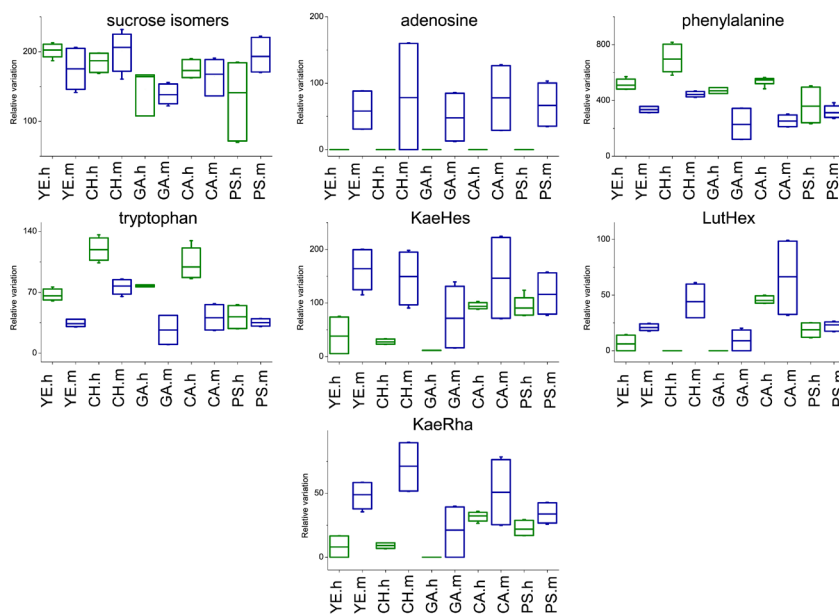 sucrose isomers
Relative variation
200
100
YE.h YE.m CH.h CH.m GA.h GA.m CA.h CA.m PS.h PS.m
adenosine
Relative variation
200
100
0
YE.h YE.m CH.h CH.m GA.h GA.m CA.h CA.m PS.h PS.m
phenylalanine
Relative variation
800
400
0
YE.h YE.m CH.h CH.m GA.h GA.m CA.h CA.m PS.h PS.m
tryptophan
Relative variation
140
70
0
YE.h YE.m CH.h CH.m GA.h GA.m CA.h CA.m PS.h PS.m
KaeHes
Relative variation
200
100
0
YE.h YE.m CH.h CH.m GA.h GA.m CA.h CA.m PS.h PS.m
LutHex
Relative variation
100
50
0
YE.h YE.m CH.h CH.m GA.h GA.m CA.h CA.m PS.h PS.m
KaeRha
Relative variation
50
0
YE.h YE.m CH.h CH.m GA.h GA.m CA.h CA.m PS.h PS.m